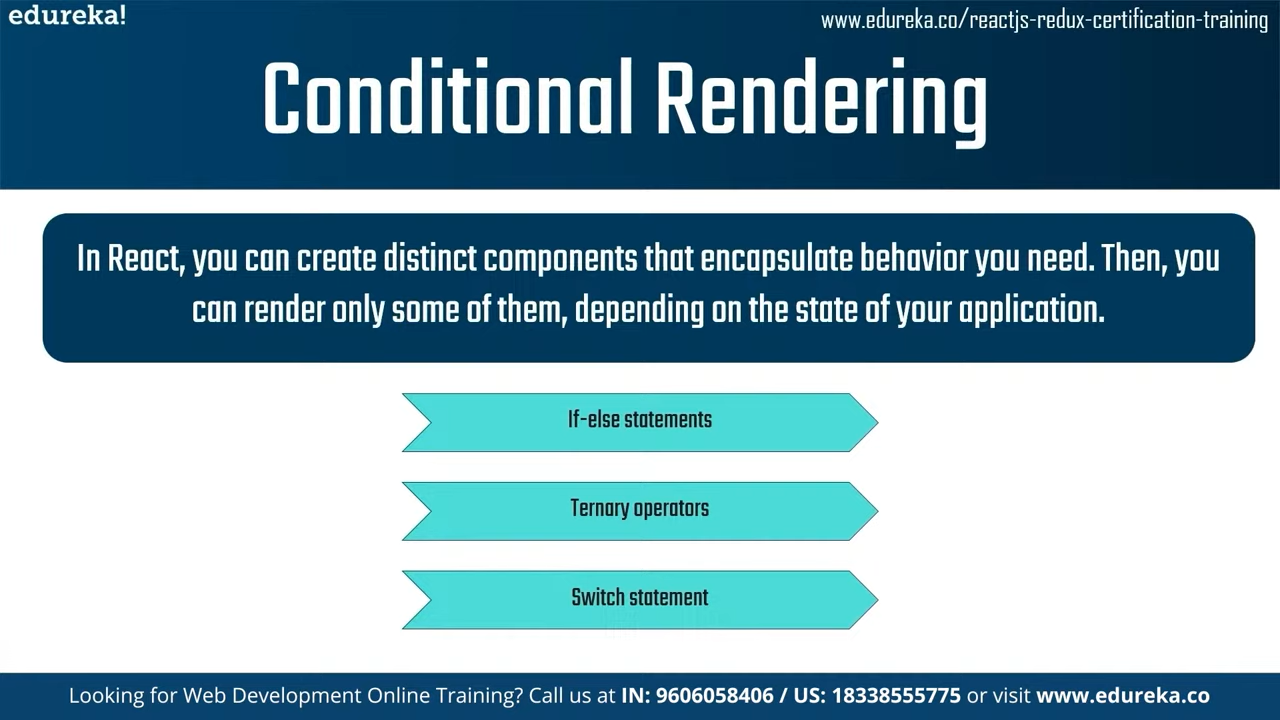 edureka!
www.edureka.co/reactjs-redux-certification-training
Conditional Rendering
In React, you can create distinct components that encapsulate behavior you need. Then, you
can render only some of them, depending on the state of your application.
If-else statements
Ternary operators
Switch statement
Looking for Web Development Online Training? Call us at IN: 9606058406 / US: 18338555775 or visit www.edureka.co